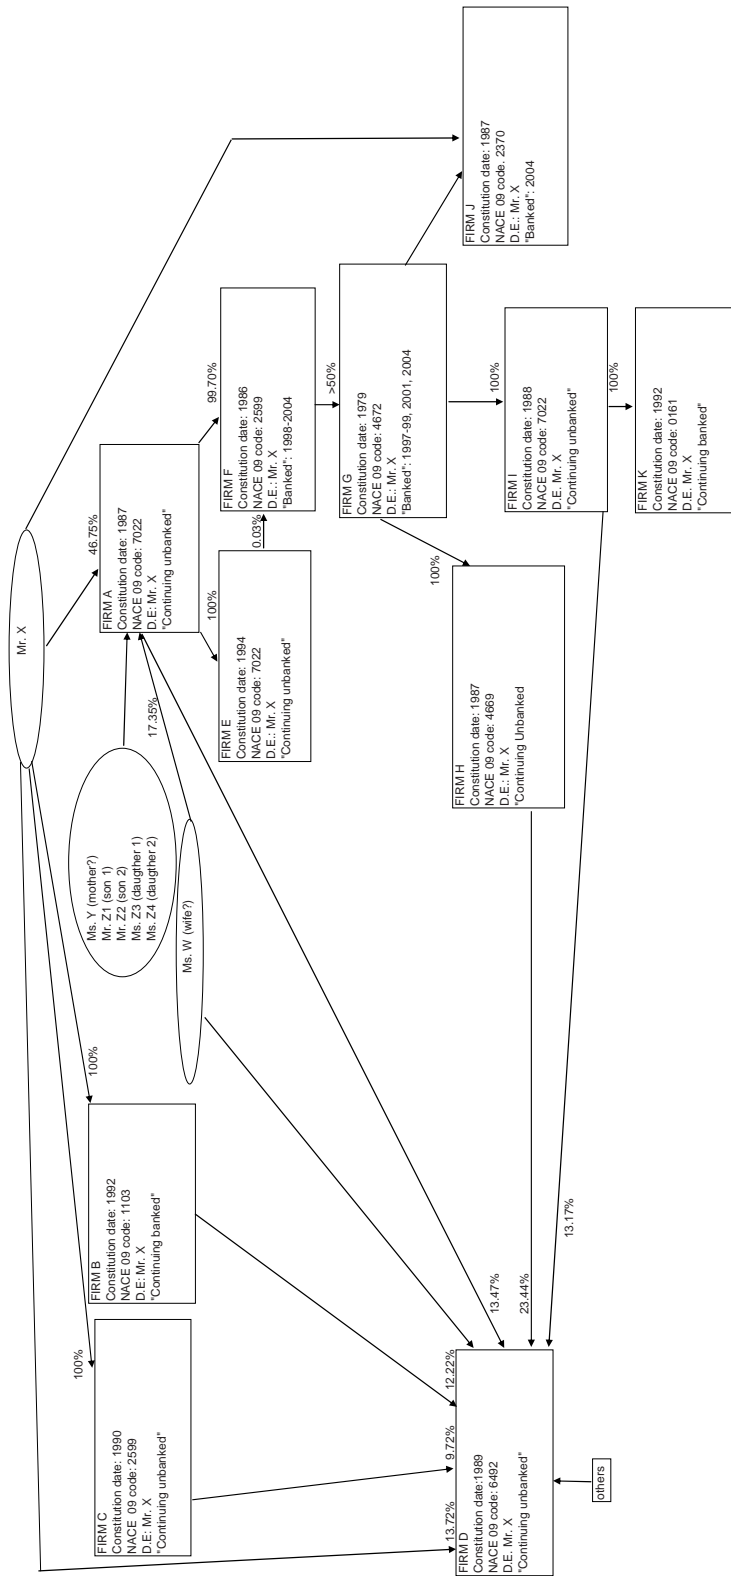 Mr. X
46.75%
FIRM A
Constitution date: 1987
NACE 09 code: 7022
D.E: Mr. X
"Continuing unbanked"
Ms. Y (mother?)
Mr. Z1 (son 1)
Mr. Z2 (son 2)
Ms. Z3 (daugther 1)
Ms. Z4 (daugther 2)
17.35%
Ms. W (wife?)
100%
FIRM B
Constitution date: 1992
NACE 09 code: 1103
D.E: Mr. X
"Continuing banked"
100%
FIRM C
Constitution date: 1990
NACE  09 code: 2599
D.E: Mr. X
"Continuing unbanked"
100%
FIRM E
Constitution date: 1994
NACE 09 code: 7022
D.E.: Mr. X
"Continuing unbanked"
0.03%
99.70%
FIRM F
Constitution date: 1986
NACE 09 code: 2599
D.E.: Mr. X
"Banked": 1998-2004
>50%
FIRM G
Constitution date: 1979
NACE 09 code: 4672
D.E.: Mr. X
"Banked": 1997-99, 2001, 2004
FIRM J
Constitution date: 1987
NACE 09 code. 2370
D.E.: Mr. X
"Banked": 2004
100%
FIRM H
Constitution date: 1987
NACE 09 code: 4669
D.E.: Mr. X
"Continuing Unbanked
100%
FIRM I
Constitution date: 1988
NACE 09 code: 7022
D.E. Mr. X
"Continuing unbanked"
100%
FIRM K
Constitution date: 1992
NACE 09 code: 0161
D.E. Mr. X
"Continuing banked"
13.72%
9.72%
12.22%
13.47%
23.44%
13.17%
FIRM D
Constitution date:1989
NACE 09 code: 6492
D.E. Mr. X
"Continuing unbanked"
others